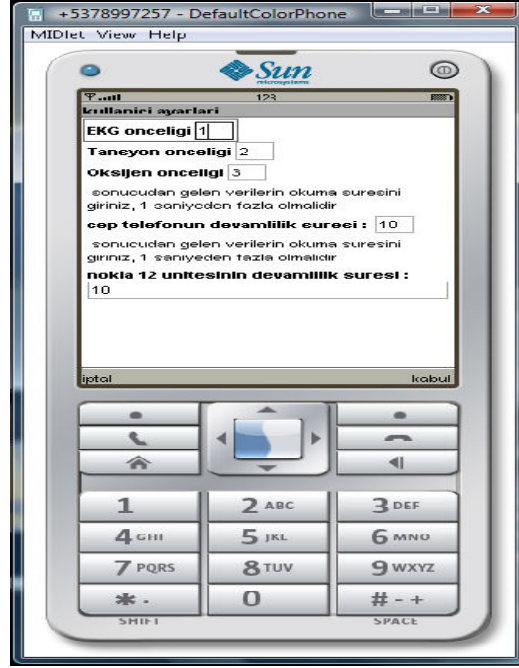 +5378997257 - DefaultColorPhone
MIDlet View Help
Sun
microsystems
123
kullanici ayarlari
EKG onceligi 1
Tansyon onceligi 2
Oksijen onceligi 3
sonucudan gelen verilerin okuma suresini
giriniz, 1 saniyeden fazla olmalidir
cep telefonun devamlilik suresi : 10
sonucudan gelen verilerin okuma suresini
giriniz, 1 saniyeden fazla olmalidir
nokia 12 unitesinin devamlilik suresi :
10
iptal kabul
1 2 ABC 3 DEF
4 GHI 5 JKL 6 MNO
7 PQRS 8 TUV 9 WXYZ
* . 0 # - +
SHIFT SPACE